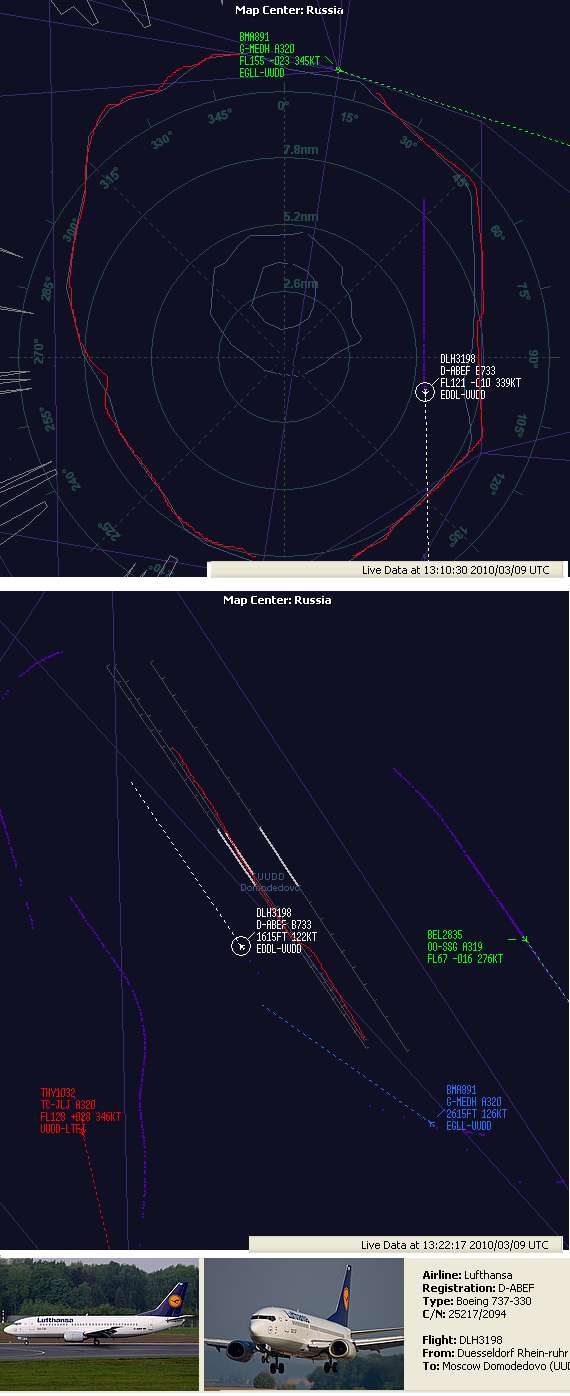 Map Center: Russia
BMA891
G-MEDH A320
FL155 -023 345KT
EGLL-UUDD
0°
15°
30°
45°
60°
75°
90°
105°
120°
135°
345°
330°
315°
300°
285°
270°
255°
240°
225°
210°
7.8nm
5.2nm
2.6nm
DLH3198
D-ABEF B733
FL121 -010 339KT
EDDL-UUDD
Live Data at 13:10:30 2010/03/09 UTC
Map Center: Russia
UUDD
Domodedovo
DLH3198
D-ABEF B733
1615FT 122KT
EDDL-UUDD
BEL2835
OO-SSG A319
FL67 -016 276KT
THY1032
TC-JLJ A320
FL128 +028 346KT
BMA891
G-MEDH A320
2615FT 126KT
EGLL-UUDD
Live Data at 13:22:17 2010/03/09 UTC
Lufthansa
Airline: Lufthansa
Registration: D-ABEF
Type: Boeing 737-330
C/N: 25217/2094
Flight: DLH3198
From: Duesseldorf Rhein-ruhr
To: Moscow Domodedovo (UUD